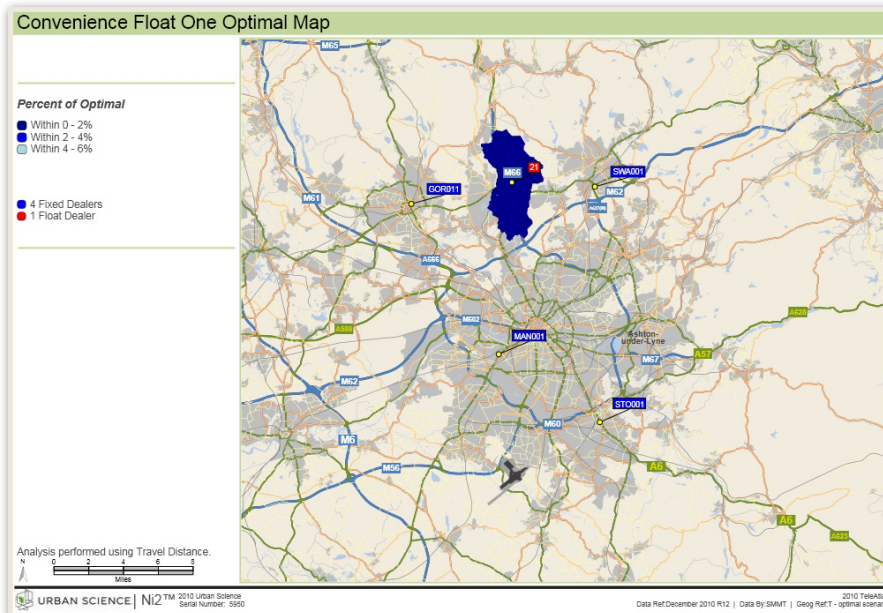 Convenience Float One Optimal Map
Percent of Optimal
Within 0 - 2%
Within 2 - 4%
Within 4 - 6%
4 Fixed Dealers
1 Float Dealer
M65
M66
21
SWA001
GOR011
M62
M61
A666
M602
A580
MAN001
Ashton-
under-Lyne
A628
A57
M67
M62
STO001
M60
M6
M56
A6
A6
A623
Analysis performed using Travel Distance.
N
0 2 4 6 8
Miles
URBAN SCIENCE | Ni2™ 2010 Urban Science
Serial Number: 5950
2010 TeleAtl
Data Ref:December 2010 R12 | Data By:SMMT | Geog Ref:T - optimal scenar